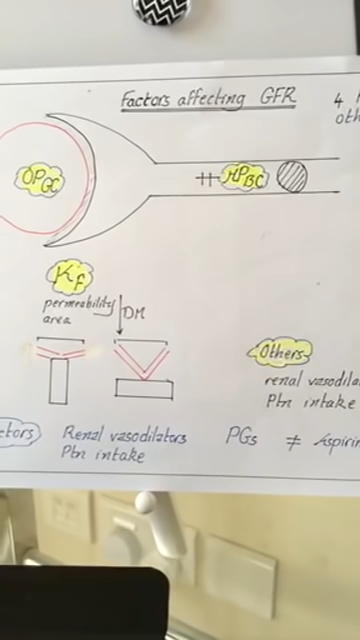 Factors affecting GFR
4
oth
OPGC
HPBC
Kf
permeability
area
DM
Others
renal vasodila
Ptn intake
ctors
Renal vasodilators
Ptn intake
PGs ≠ Aspirin